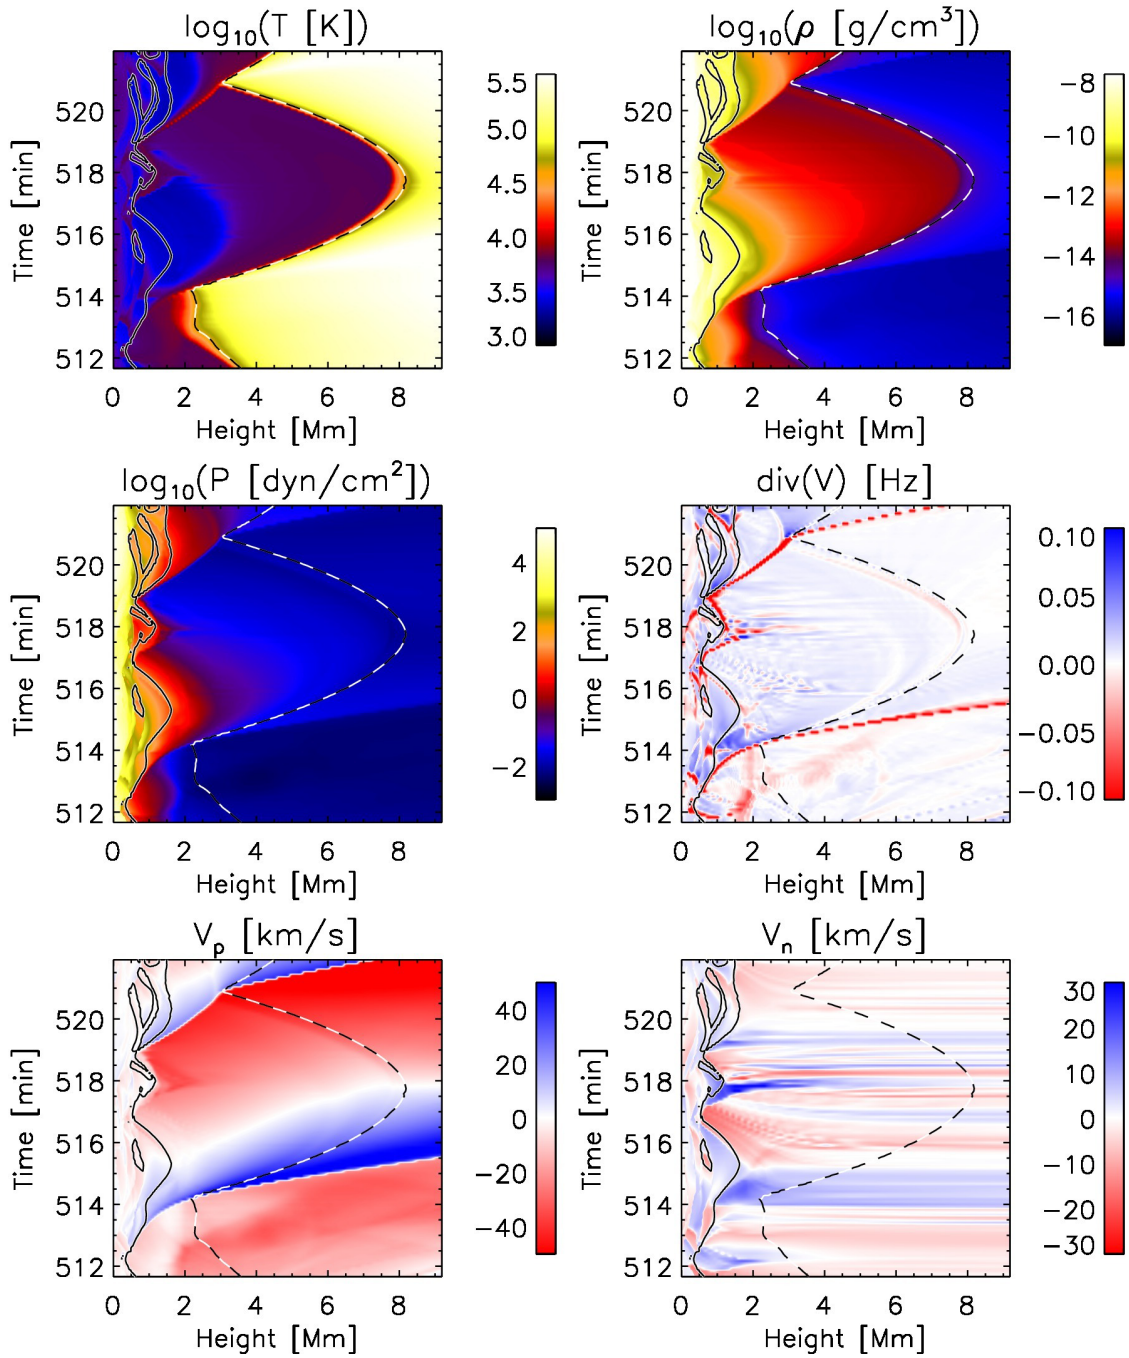 log₁₀(T [K])
log₁₀(ρ [g/cm³])
Time [min]
520
518
516
514
512
0 2 4 6 8
Height [Mm]
5.5
5.0
4.5
4.0
3.5
3.0
Time [min]
520
518
516
514
512
0 2 4 6 8
Height [Mm]
−8
−10
−12
−14
−16
log₁₀(P [dyn/cm²])
div(V) [Hz]
Time [min]
520
518
516
514
512
0 2 4 6 8
Height [Mm]
4
2
0
−2
Time [min]
520
518
516
514
512
0 2 4 6 8
Height [Mm]
0.10
0.05
0.00
−0.05
−0.10
Vₚ [km/s]
Vₙ [km/s]
Time [min]
520
518
516
514
512
0 2 4 6 8
Height [Mm]
40
20
0
−20
−40
Time [min]
520
518
516
514
512
0 2 4 6 8
Height [Mm]
30
20
10
0
−10
−20
−30